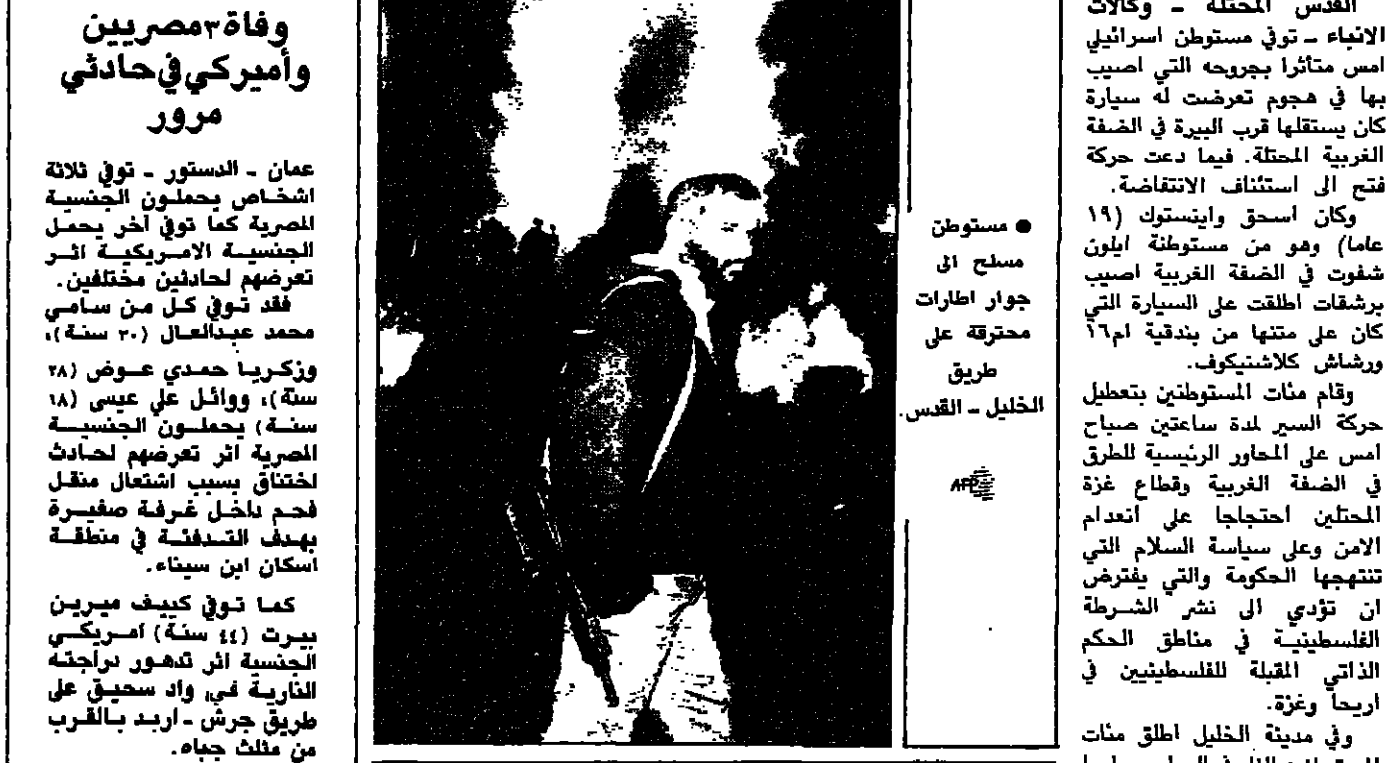 القدس المحتلة ـ وكالات
الانباء ـ توفي مستوطن اسرائيلي
امس متأثرا بجروحه التي اصيب
بها في هجوم تعرضت له سيارة
كان يستقلها قرب البيرة في الضفة
الغربية المحتلة. فيما دعت حركة
فتح الى استئناف الانتفاضة.
وكان اسحق واينستوك (١٩
عاما) وهو من مستوطنة ايلون
شفوت في الضفة الغربية اصيب
برشقات اطلقت على السيارة التي
كان على متنها من بندقية ام١٦
ورشاش كلاشنيكوف.
وقام مئات المستوطنين بتعطيل
حركة السير لمدة ساعتين صباح
امس على المحاور الرئيسية للطرق
في الضفة الغربية وقطاع غزة
المحتلين احتجاجا على انعدام
الامن وعلى سياسة السلام التي
تنتهجها الحكومة والتي يفترض
ان تؤدي الى نشر الشرطة
الفلسطينية في مناطق الحكم
الذاتي المقبلة للفلسطينيين في
اريحا وغزة.
وفي مدينة الخليل اطلق مئات
● مستوطن
مسلح الى
جوار اطارات
محترقة على
طريق
الخليل ـ القدس.
AFP
وفاة ٣ مصريين
وأميركي في حادثي
مرور
عمان ـ الدستور ـ توفي ثلاثة
اشخاص يحملون الجنسية
المصرية كما توفي آخر يحمل
الجنسية الامريكية اثر
تعرضهم لحادثين مختلفين.
فقد توفي كل من سامي
محمد عبدالعال (٢٠ سنة)،
وزكريا حمدي عوض (٢٨
سنة)، ووائل علي عيسى (١٨
سنة) يحملون الجنسية
المصرية اثر تعرضهم لحادث
اختناق بسبب اشتعال منقل
فحم داخل غرفة صغيرة
بهدف التدفئة في منطقة
اسكان ابن سيناء.
كما توفي كييف ميرين
بيرت (٤٤ سنة) امريكي
الجنسية اثر تدهور دراجته
النارية في واد سحيق على
طريق جرش ـ اربد بالقرب
من مثلث جباه.